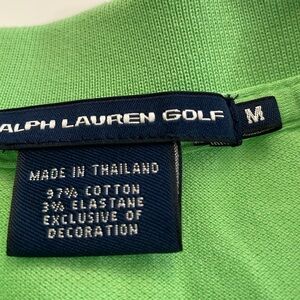 ALPH LAUREN GOLF
M
MADE IN THAILAND
97% COTTON
3% ELASTANE
EXCLUSIVE OF
DECORATION